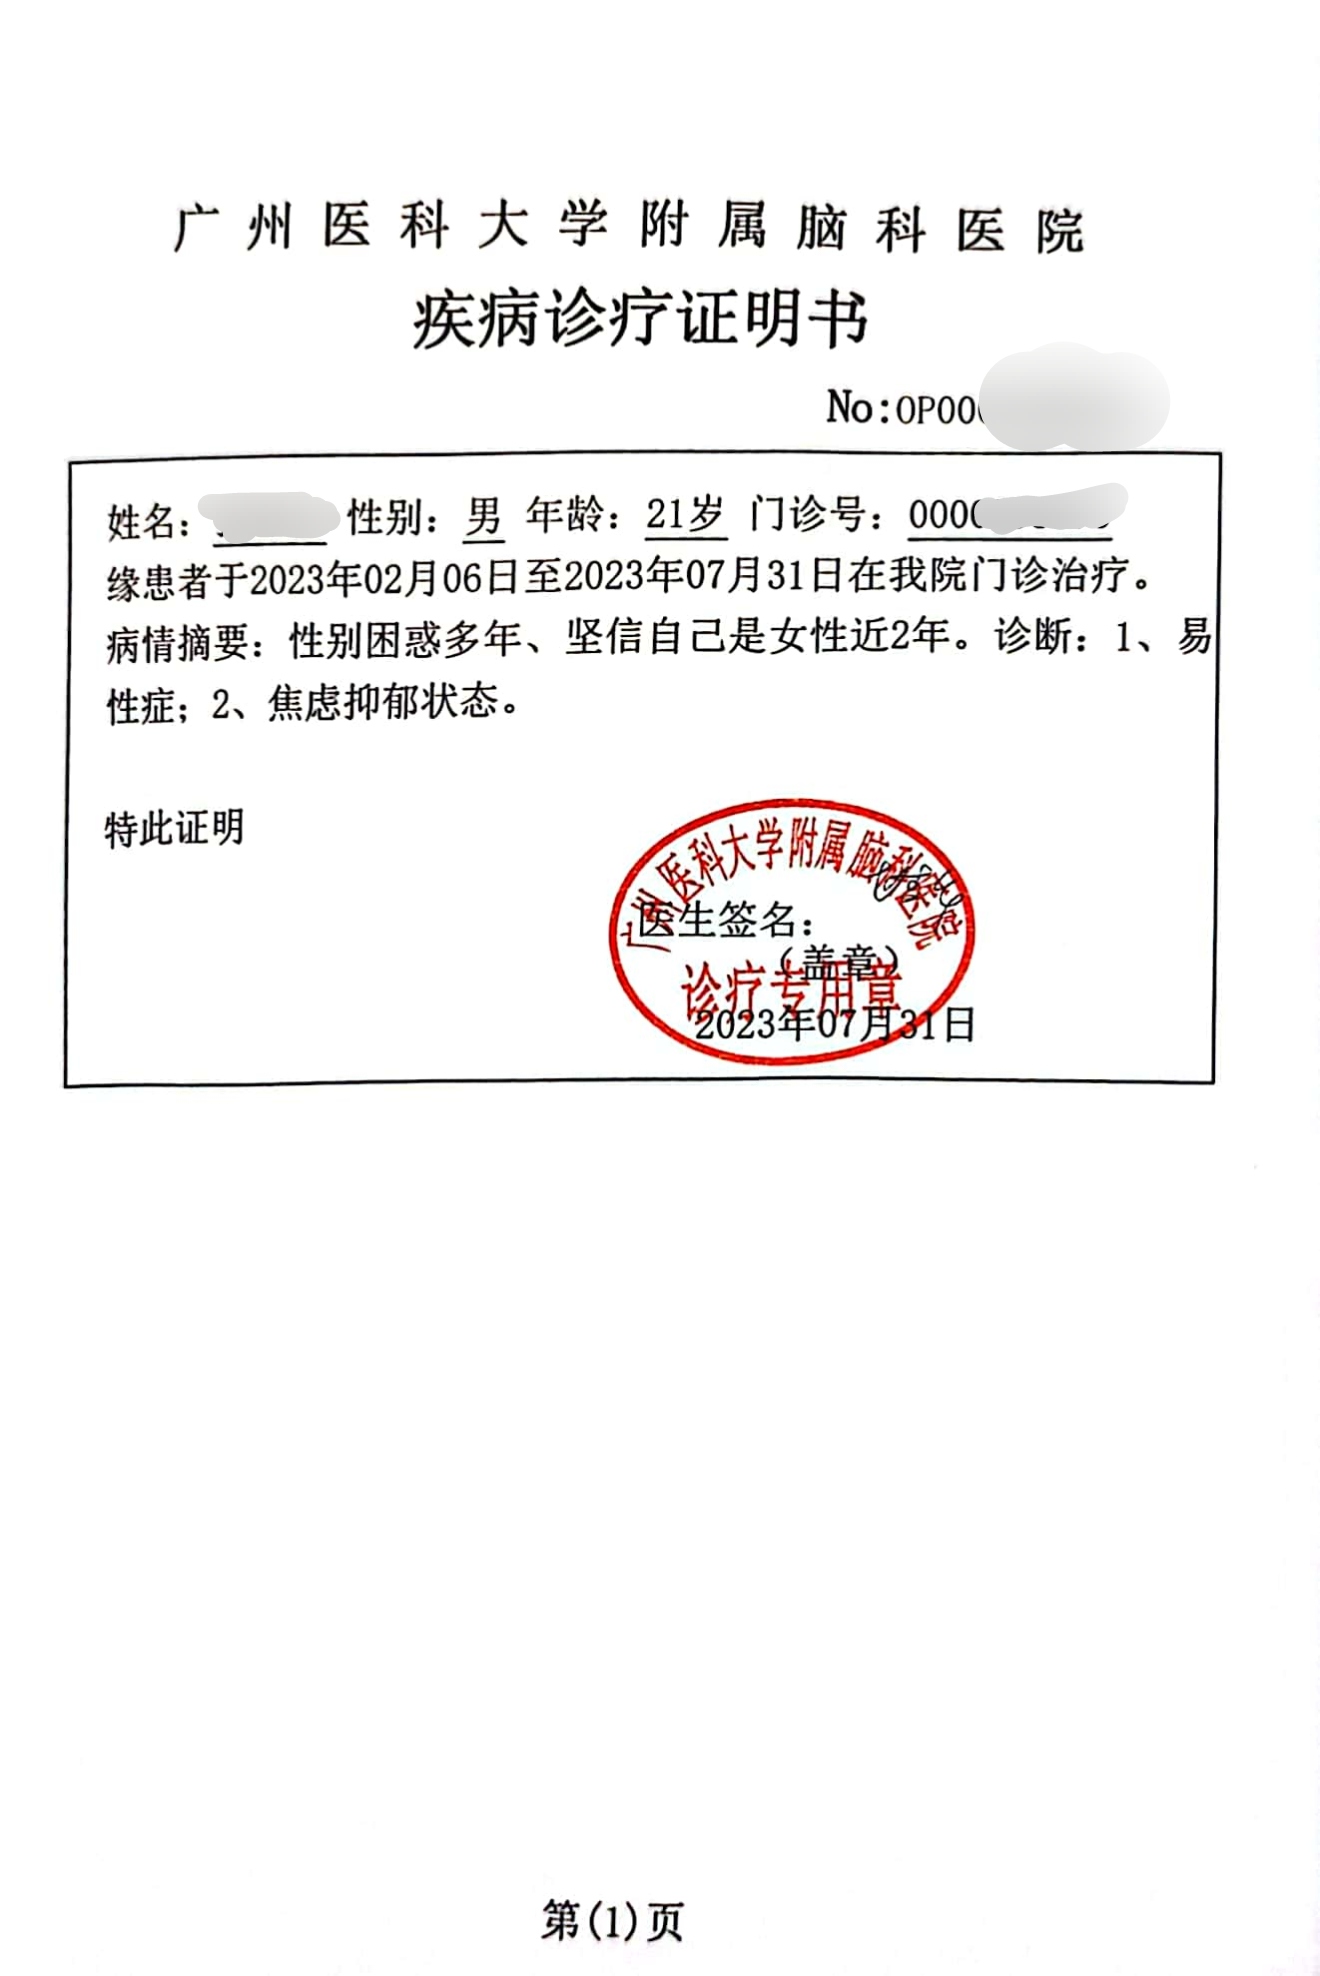 广州医科大学附属脑科医院
疾病诊疗证明书
No:OP00
姓名: 性别: 男 年龄: 21岁 门诊号: 000
缘患者于2023年02月06日至2023年07月31日在我院门诊治疗。
病情摘要: 性别困惑多年、坚信自己是女性近2年。诊断: 1、易
性症; 2、焦虑抑郁状态。
特此证明
广州医科大学附属脑科医院
医生签名:
(盖章)
诊疗专用章
2023年07月31日
第(1)页